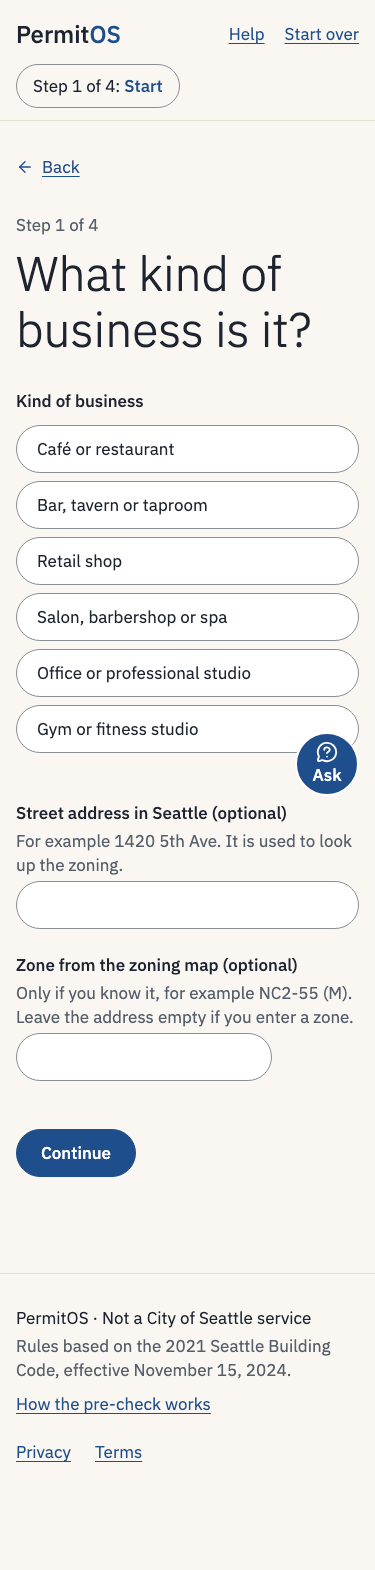 PermitOS
Help
Start over
Step 1 of 4: Start
Back
Step 1 of 4
What kind of
business is it?
Kind of business
Café or restaurant
Bar, tavern or taproom
Retail shop
Salon, barbershop or spa
Office or professional studio
Gym or fitness studio
Ask
Street address in Seattle (optional)
For example 1420 5th Ave. It is used to look
up the zoning.
Zone from the zoning map (optional)
Only if you know it, for example NC2-55 (M).
Leave the address empty if you enter a zone.
Continue
PermitOS · Not a City of Seattle service
Rules based on the 2021 Seattle Building
Code, effective November 15, 2024.
How the pre-check works
Privacy
Terms